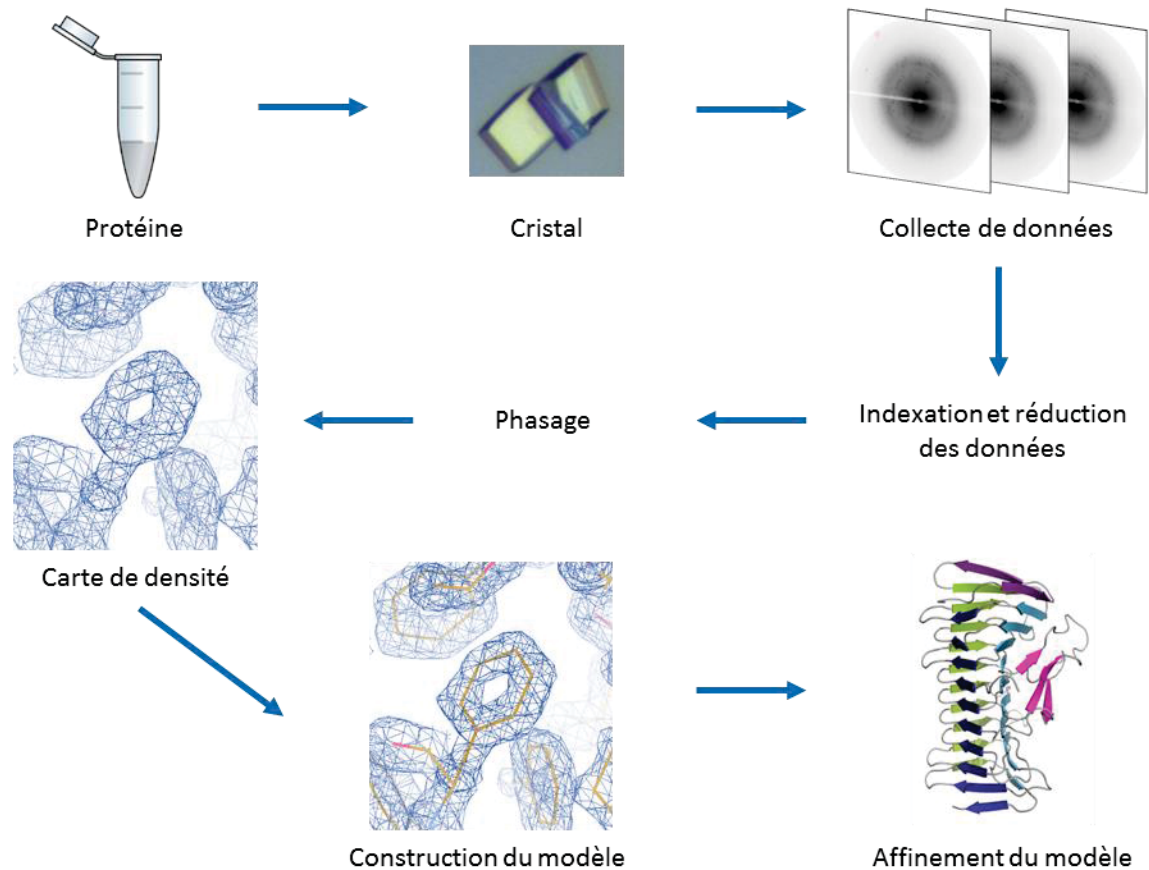 Protéine
Cristal
Collecte de données
Phasage
Indexation et réduction
des données
Carte de densité
Construction du modèle
Affinement du modèle